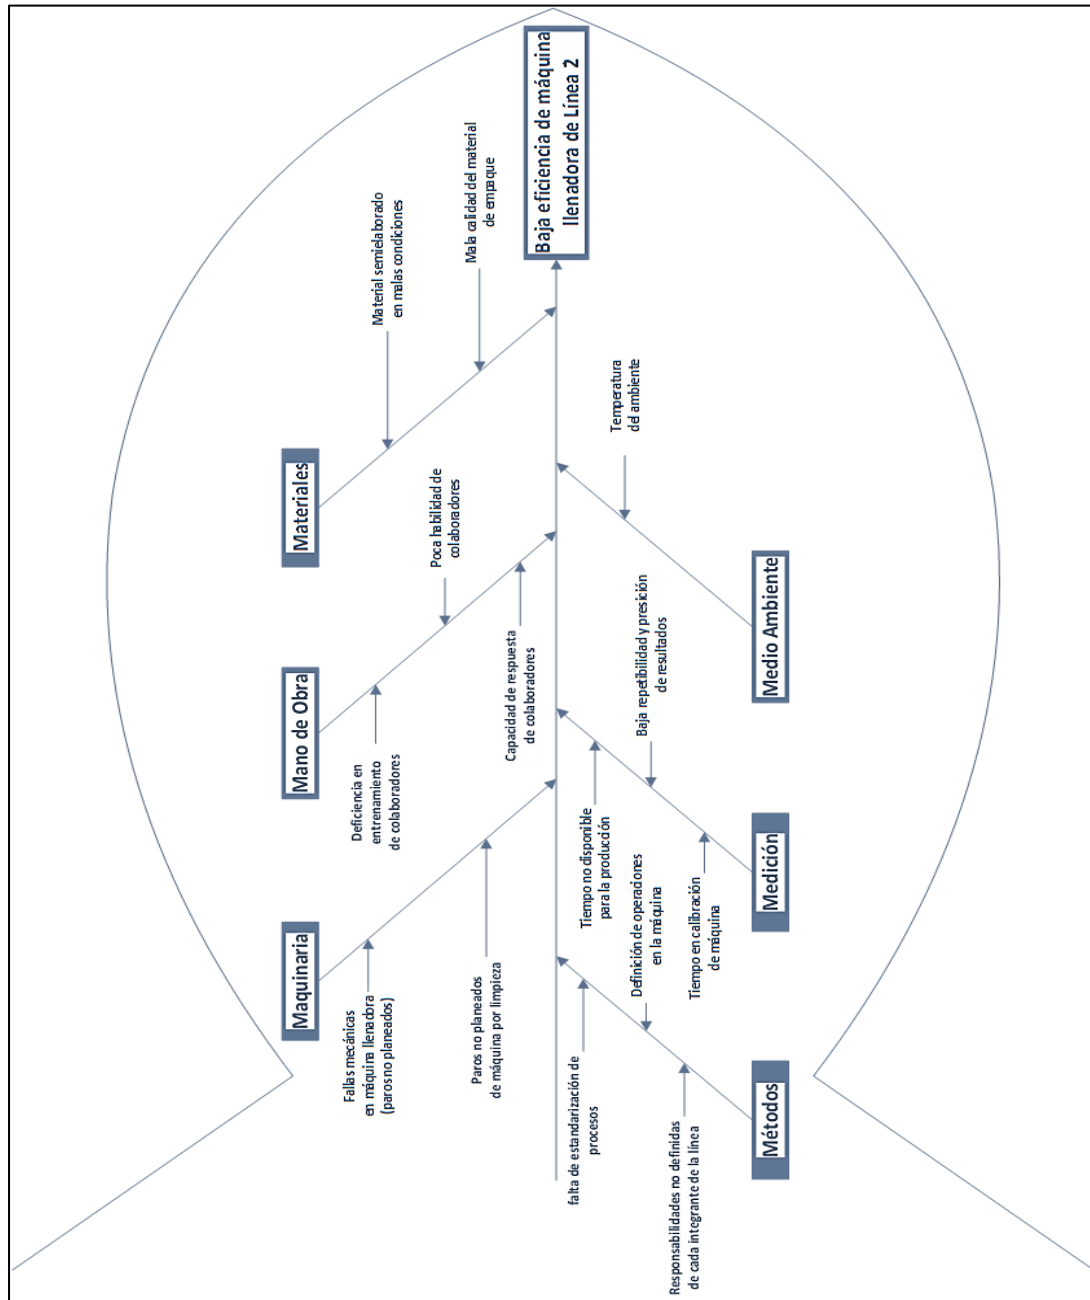 Maquinaria
Fallas mecánicas
en máquina llenadora
(paros no planeados)
Paros no planeados
de máquina por limpieza
Mano de Obra
Deficiencia en
entrenamiento
de colaboradores
Poca habilidad de
colaboradores
Capacidad de respuesta
de colaboradores
Materiales
Material semielaborado
en malas condiciones
Mala calidad del material
de empaque
Métodos
falta de estandarización de
procesos
Definición de operaciones
en la máquina
Responsabilidades no definidas
de cada integrante de la línea
Medición
Tiempo no disponible
para la producción
Baja repetibilidad y presición
de resultados
Tiempo en calibración
de máquina
Medio Ambiente
Temperatura
del ambiente
Baja eficiencia de máquina
llenadora de Línea 2